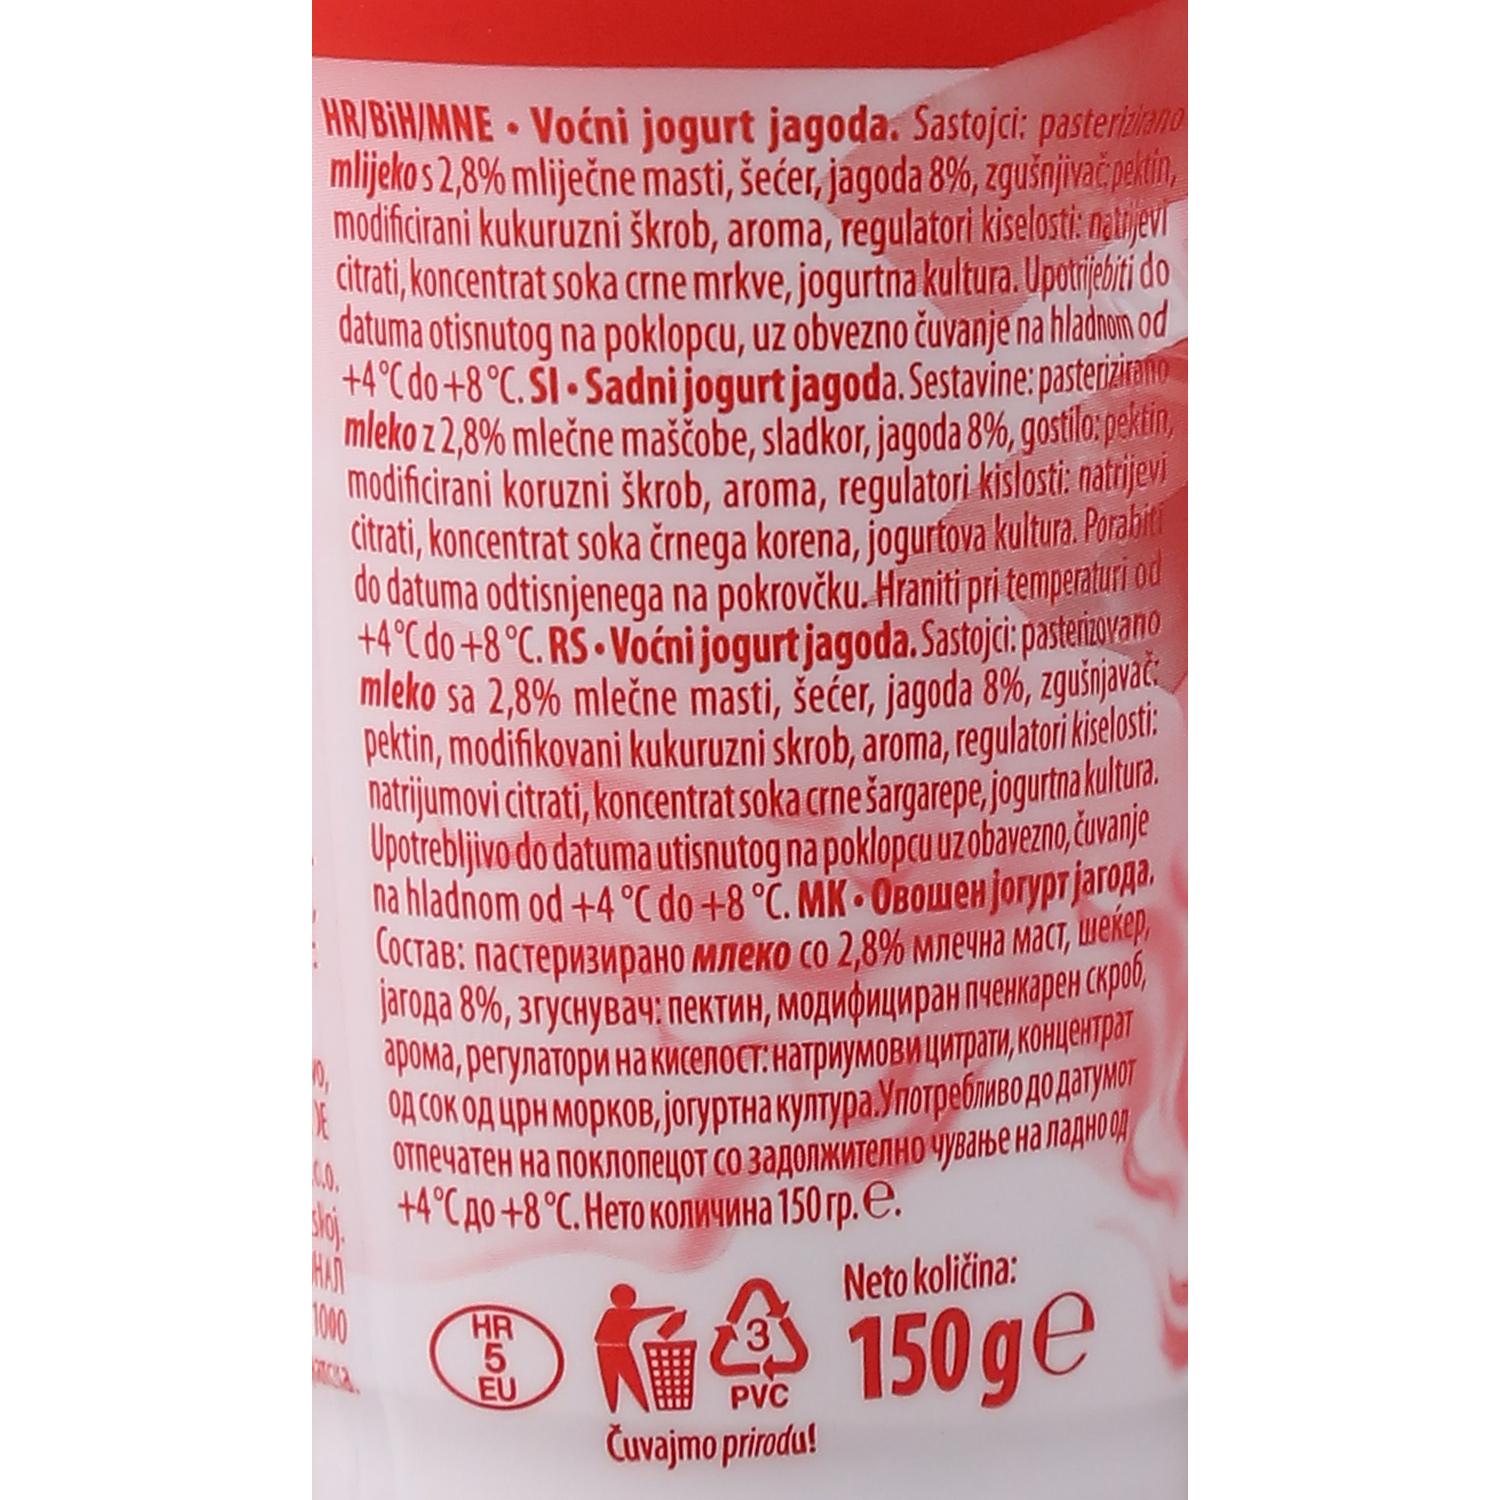 HR/BiH/MNE • Voćni jogurt jagoda. Sastojci: pasterizirano
mlijeko s 2,8% mliječne masti, šećer, jagoda 8%, zgušnjivač: pektin,
modificirani kukuruzni škrob, aroma, regulatori kiselosti: natrijevi
citrati, koncentrat soka crne mrkve, jogurtna kultura. Upotrijebiti do
datuma otisnutog na poklopcu, uz obvezno čuvanje na hladnom od
+4 °C do +8 °C. SI • Sadni jogurt jagoda. Sestavine: pasterizirano
mleko z 2,8% mlečne maščobe, sladkor, jagoda 8%, gostilo: pektin,
modificirani koruzni škrob, aroma, regulatori kislosti: natrijevi
citrati, koncentrat soka črnega korena, jogurtova kultura. Porabiti
do datuma odtisnjenega na pokrovčku. Hraniti pri temperaturi od
+4 °C do +8 °C. RS • Voćni jogurt jagoda. Sastojci: pasterizovano
mleko sa 2,8% mlečne masti, šećer, jagoda 8%, zgušnjavač:
pektin, modifikovani kukuruzni skrob, aroma, regulatori kiselosti:
natrijumovi citrati, koncentrat soka crne šargarepe, jogurtna kultura.
Upotrebljivo do datuma utisnutog na poklopcu uz obavezno, čuvanje
na hladnom od +4 °C do +8 °C. MK • Овошен јогурт јагода.
Состав: пастеризирано млеко со 2,8% млечна маст, шеќер,
јагода 8%, згуснувач: пектин, модифициран пченкарен скроб,
арома, регулатори на киселост: натриумови цитрати, концентрат
од сок од црн морков, јогуртна култура. Употребливо до датумот
отпечатен на поклопецот со задолжително чување на ладно од
+4 °C до +8 °C. Нето количина 150 гр. ℮.
Neto količina:
150 g ℮
HR
5
EU
3
PVC
Čuvajmo prirodu!
c.o.
skoj.
1000